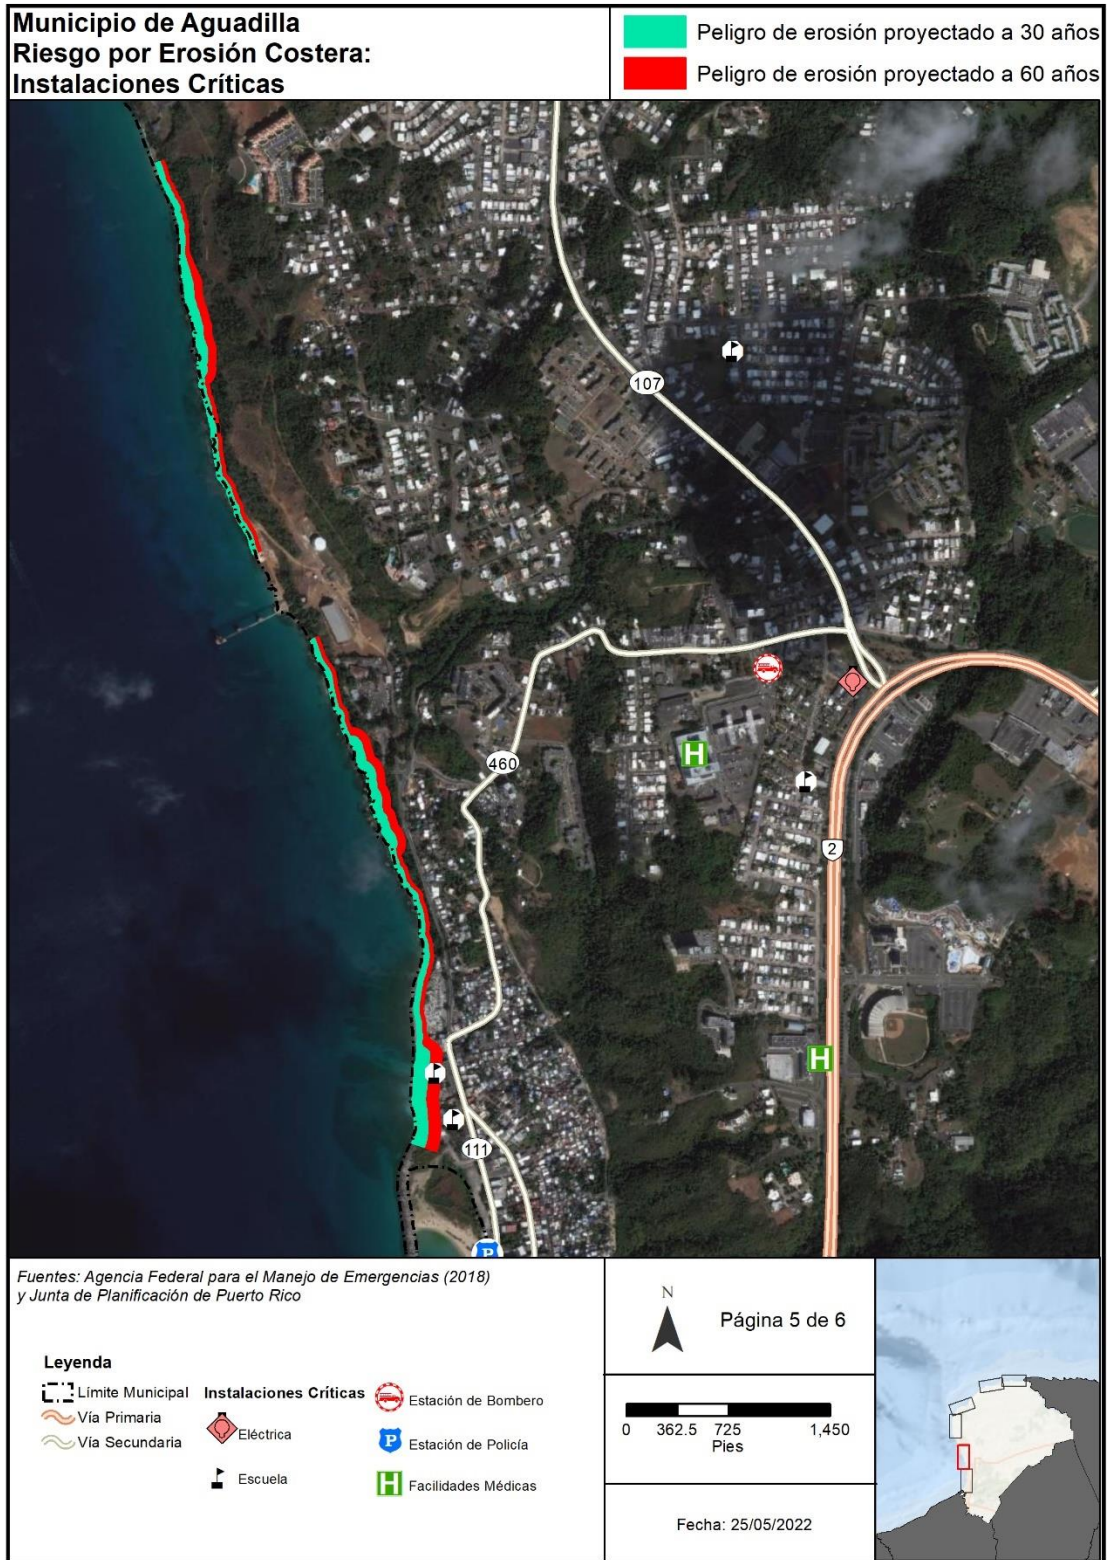 Municipio de Aguadilla
Riesgo por Erosión Costera:
Instalaciones Críticas
Peligro de erosión proyectado a 30 años
Peligro de erosión proyectado a 60 años
107
460
2
H
H
111
P
Fuentes: Agencia Federal para el Manejo de Emergencias (2018)
y Junta de Planificación de Puerto Rico
Leyenda
Límite Municipal
Vía Primaria
Vía Secundaria
Instalaciones Críticas
Eléctrica
Escuela
Estación de Bombero
P Estación de Policía
H Facilidades Médicas
N
Página 5 de 6
0 362.5 725 1,450
Pies
Fecha: 25/05/2022